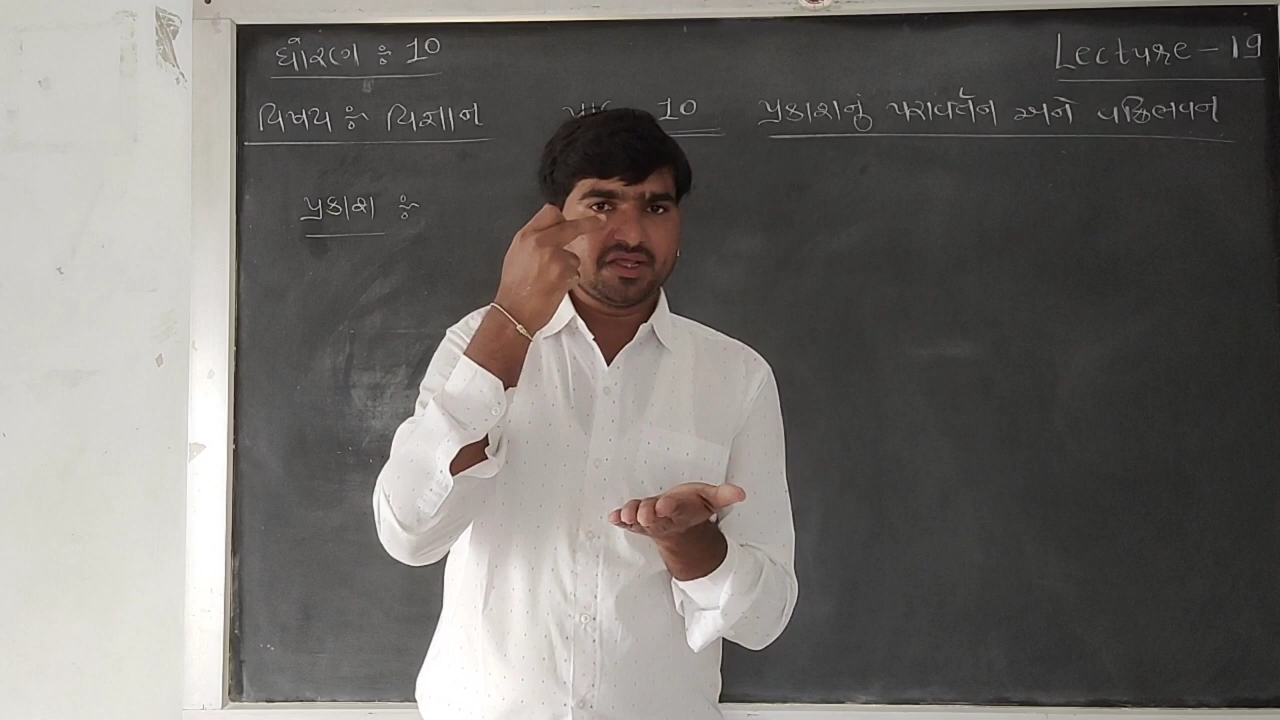 ધોરણ ÷ 10
Lecture - 19
વિષય ÷ વિજ્ઞાન
10 પ્રકાશનું પરાવર્તન અને વક્રિભવન
પ્રકાશ ÷